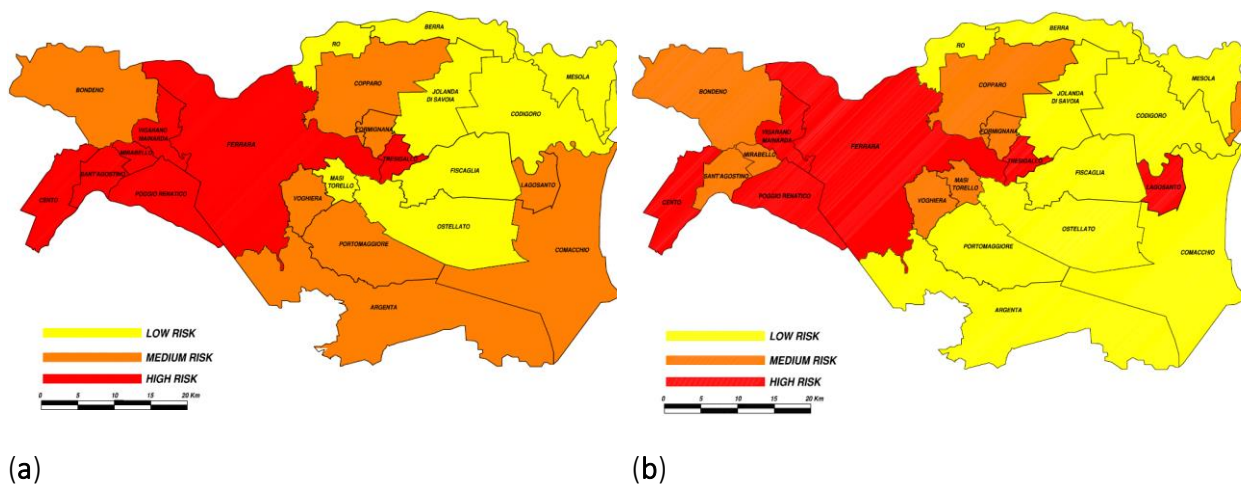 BERRA
RO
MESOLA
COPPARO
BONDENO
JOLANDA
DI SAVOIA
CODIGORO
FORMIGNANA
VIGARANO
MAINARDA
MIRABELLO
FERRARA
TRESIGALLO
SANT'AGOSTINO
FISCAGLIA
MASI
TORELLO
LAGOSANTO
CENTO
POGGIO RENATICO
VOGHIERA
OSTELLATO
PORTOMAGGIORE
COMACCHIO
ARGENTA
LOW RISK
MEDIUM RISK
HIGH RISK
0 5 10 15 20 Km
(a)
BERRA
RO
MESOLA
COPPARO
BONDENO
JOLANDA
DI SAVOIA
CODIGORO
FORMIGNANA
VIGARANO
MAINARDA
MIRABELLO
FERRARA
TRESIGALLO
SANT'AGOSTINO
FISCAGLIA
MASI
TORELLO
LAGOSANTO
CENTO
POGGIO RENATICO
VOGHIERA
OSTELLATO
PORTOMAGGIORE
COMACCHIO
ARGENTA
LOW RISK
MEDIUM RISK
HIGH RISK
0 5 10 15 20 Km
(b)